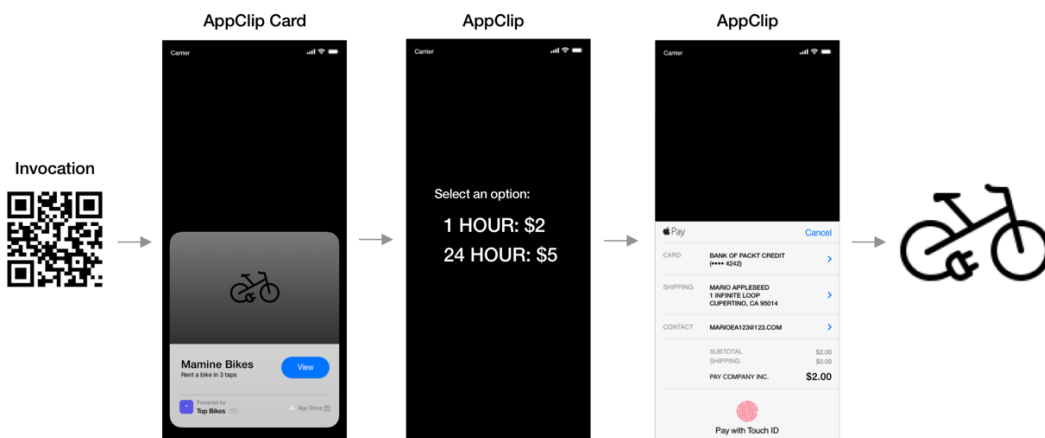 AppClip Card
AppClip
AppClip
Invocation
Carrier
Mamine Bikes
Rent a bike in 3 taps
View
Powered by
Top Bikes
App Store
Carrier
Select an option:
1 HOUR: $2
24 HOUR: $5
Carrier
Pay
Cancel
CARD
BANK OF PACKT CREDIT
(•••• 4242)
SHIPPING
MARIO APPLESEED
1 INFINITE LOOP
CUPERTINO, CA 95014
CONTACT
MARIOEA123@123.COM
SUBTOTAL $2.00
SHIPPING $0.00
PAY COMPANY INC. $2.00
Pay with Touch ID